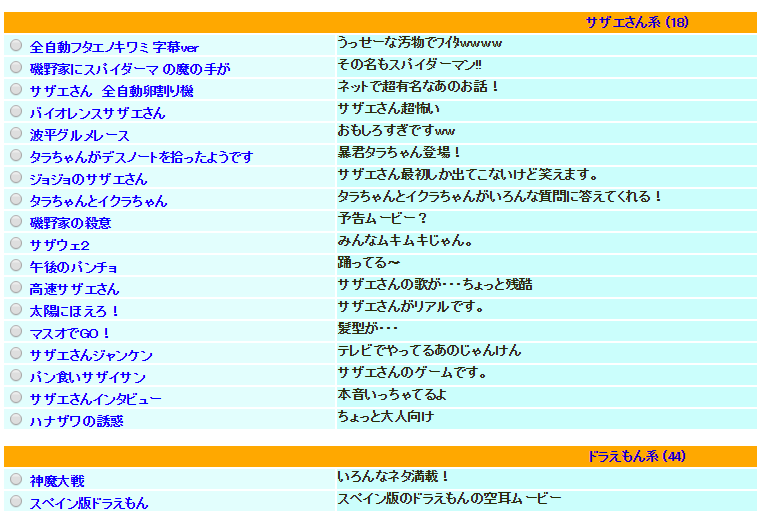 サザエさん系 (18)
全自動フタエノキワミ 字幕ver うっせーな汚物でﾜｲﾀwwww
磯野家にスパイダーマ の魔の手が その名もスパイダーマン!!
サザエさん　全自動卵割り機 ネットで超有名なあのお話！
バイオレンスサザエさん サザエさん超怖い
波平グルメレース おもしろすぎですww
タラちゃんがデスノートを拾ったようです 暴君タラちゃん登場！
ジョジョのサザエさん サザエさん最初しか出てこないけど笑えます。
タラちゃんとイクラちゃん タラちゃんとイクラちゃんがいろんな質問に答えてくれる！
磯野家の殺意 予告ムービー？
サザウェ２ みんなムキムキじゃん。
午後のパンチョ 踊ってる～
高速サザエさん サザエさんの歌が・・・ちょっと残酷
太陽にほえろ！ サザエさんがリアルです。
マスオでGO！ 髪型が・・・
サザエさんジャンケン テレビでやってるあのじゃんけん
パン食いサザイサン サザエさんのゲームです。
サザエさんインタビュー 本音いっちゃてるよ
ハナザワの誘惑 ちょっと大人向け
ドラえもん系 (44)
神魔大戦 いろんなネタ満載！
スペイン版ドラえもん スペイン版のドラえもんの空耳ムービー